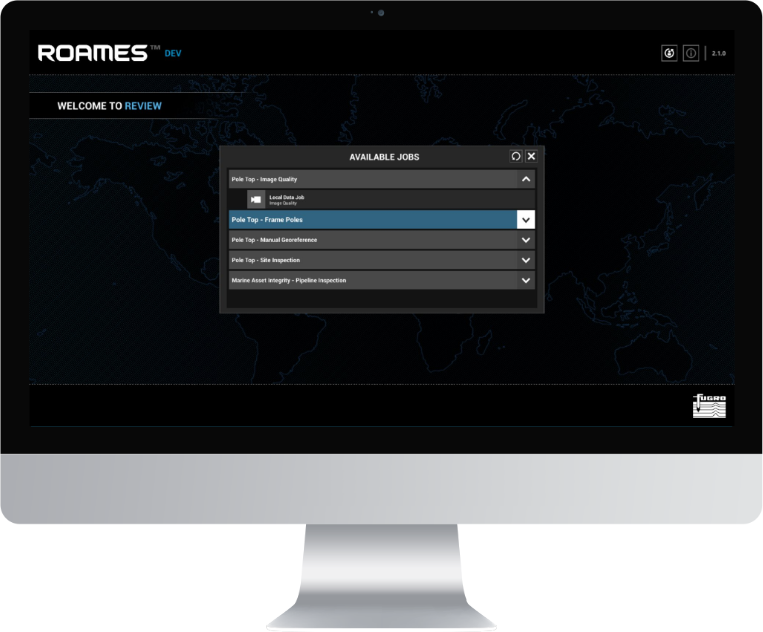 ROAMES™ DEV
2.1.0
WELCOME TO REVIEW
AVAILABLE JOBS
Pole Top - Image Quality
Local Data Job
Image Quality
Pole Top - Frame Poles
Pole Top - Manual Georeference
Pole Top - Site Inspection
Marine Asset Integrity - Pipeline Inspection
fugro